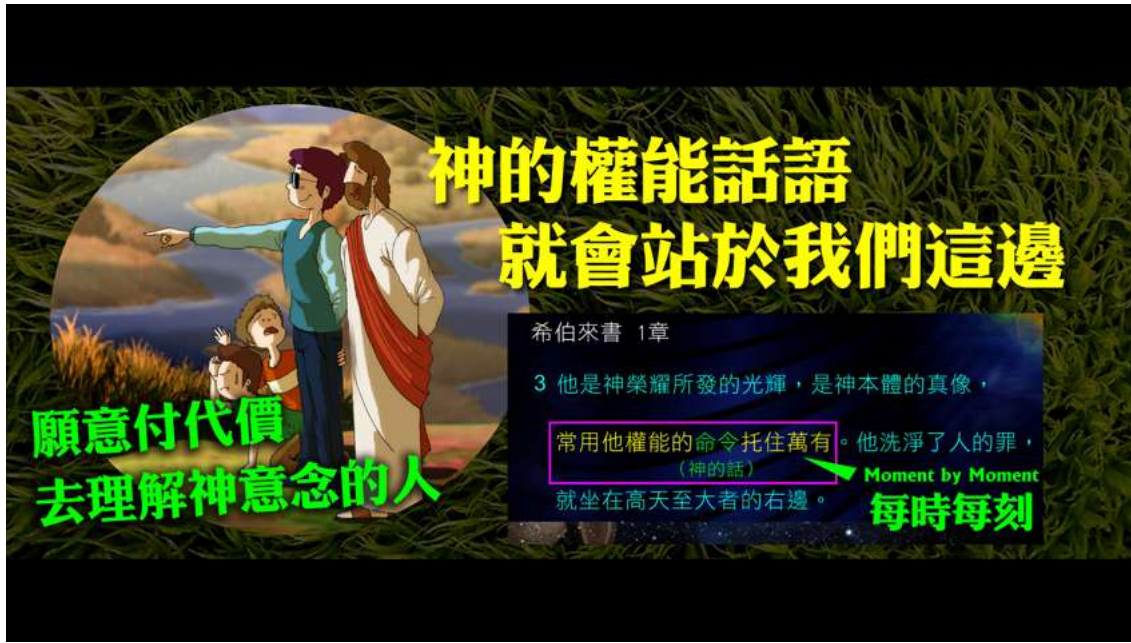 神的權能話語
就會站於我們這邊
希伯來書 1章
3 他是神榮耀所發的光輝，是神本體的真像，
常用他權能的命令托住萬有。他洗淨了人的罪，
（神的話）
Moment by Moment
就坐在高天至大者的右邊。
每時每刻
願意付代價
去理解神意念的人